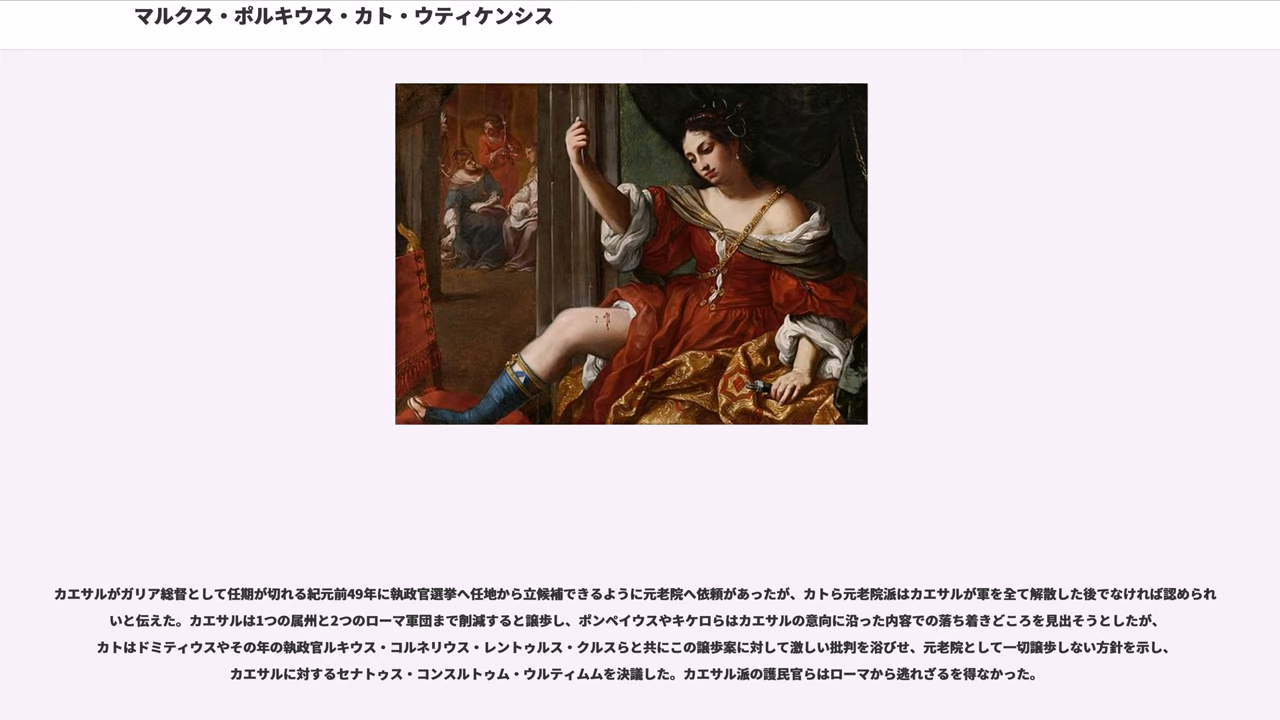 マルクス・ポルキウス・カト・ウティケンシス
カエサルがガリア総督として任期が切れる紀元前49年に執政官選挙へ任地から立候補できるように元老院へ依頼があったが、カトら元老院派はカエサルが軍を全て解散した後でなければ認められ
いと伝えた。カエサルは1つの属州と2つのローマ軍団まで削減すると譲歩し、ポンペイウスやキケロらはカエサルの意向に沿った内容での落ち着きどころを見出そうとしたが、
カトはドミティウスやその年の執政官ルキウス・コルネリウス・レントゥルス・クルスらと共にこの譲歩案に対して激しい批判を浴びせ、元老院として一切譲歩しない方針を示し、
カエサルに対するセナトゥス・コンスルトゥム・ウルティムムを決議した。カエサル派の護民官らはローマから逃れざるを得なかった。